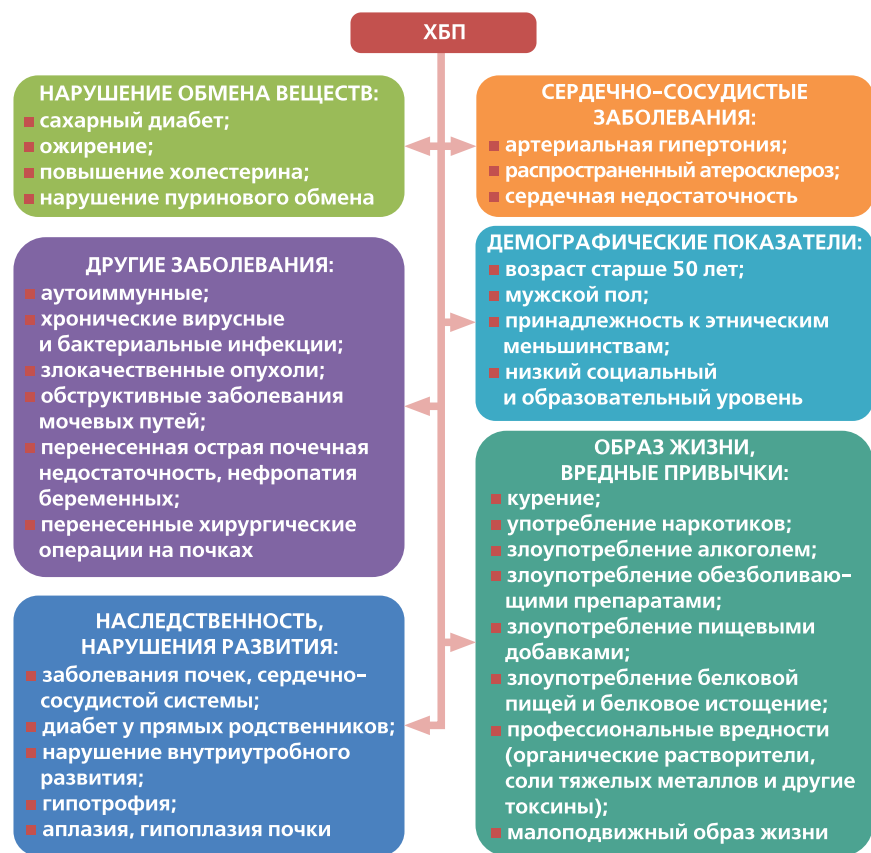 ХБП
НАРУШЕНИЕ ОБМЕНА ВЕЩЕСТВ:
сахарный диабет;
ожирение;
повышение холестерина;
нарушение пуринового обмена
СЕРДЕЧНО-СОСУДИСТЫЕ
ЗАБОЛЕВАНИЯ:
артериальная гипертония;
распространенный атеросклероз;
сердечная недостаточность
ДРУГИЕ ЗАБОЛЕВАНИЯ:
аутоиммунные;
хронические вирусные
и бактериальные инфекции;
злокачественные опухоли;
обструктивные заболевания
мочевых путей;
перенесенная острая почечная
недостаточность, нефропатия
беременных;
перенесенные хирургические
операции на почках
ДЕМОГРАФИЧЕСКИЕ ПОКАЗАТЕЛИ:
возраст старше 50 лет;
мужской пол;
принадлежность к этническим
меньшинствам;
низкий социальный
и образовательный уровень
НАСЛЕДСТВЕННОСТЬ,
НАРУШЕНИЯ РАЗВИТИЯ:
заболевания почек, сердечно-
сосудистой системы;
диабет у прямых родственников;
нарушение внутриутробного
развития;
гипотрофия;
аплазия, гипоплазия почки
ОБРАЗ ЖИЗНИ,
ВРЕДНЫЕ ПРИВЫЧКИ:
курение;
употребление наркотиков;
злоупотребление алкоголем;
злоупотребление обезболиваю-
щими препаратами;
злоупотребление пищевыми
добавками;
злоупотребление белковой
пищей и белковое истощение;
профессиональные вредности
(органические растворители,
соли тяжелых металлов и другие
токсины);
малоподвижный образ жизни